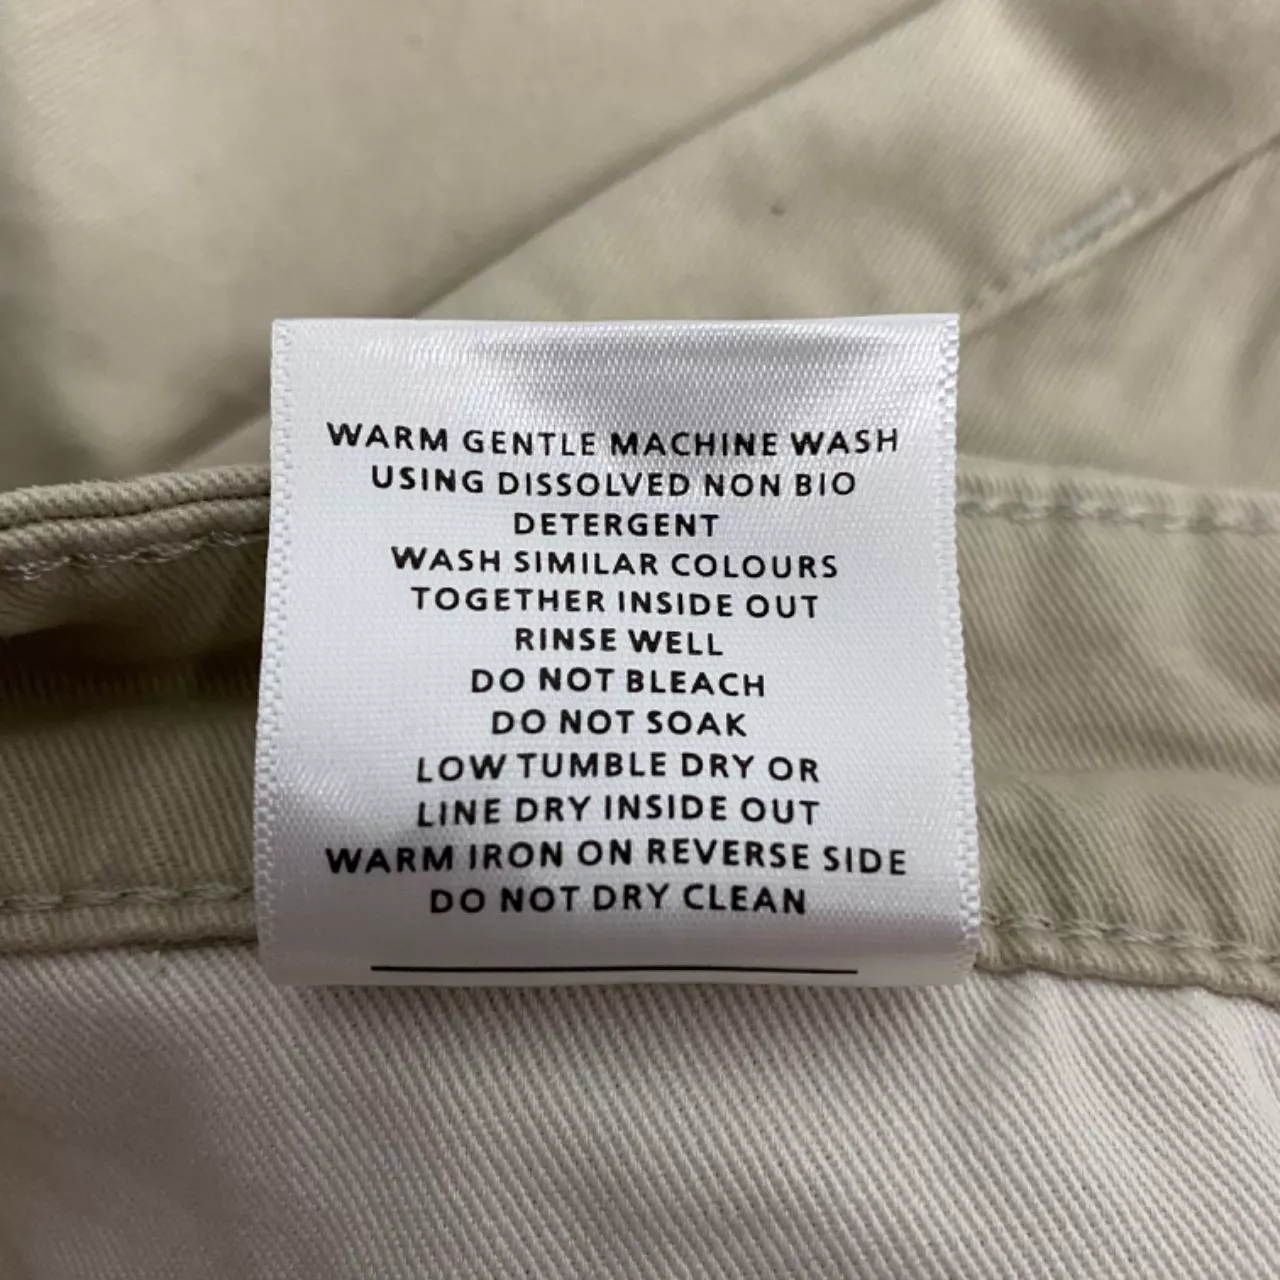 WARM GENTLE MACHINE WASH
USING DISSOLVED NON BIO
DETERGENT
WASH SIMILAR COLOURS
TOGETHER INSIDE OUT
RINSE WELL
DO NOT BLEACH
DO NOT SOAK
LOW TUMBLE DRY OR
LINE DRY INSIDE OUT
WARM IRON ON REVERSE SIDE
DO NOT DRY CLEAN